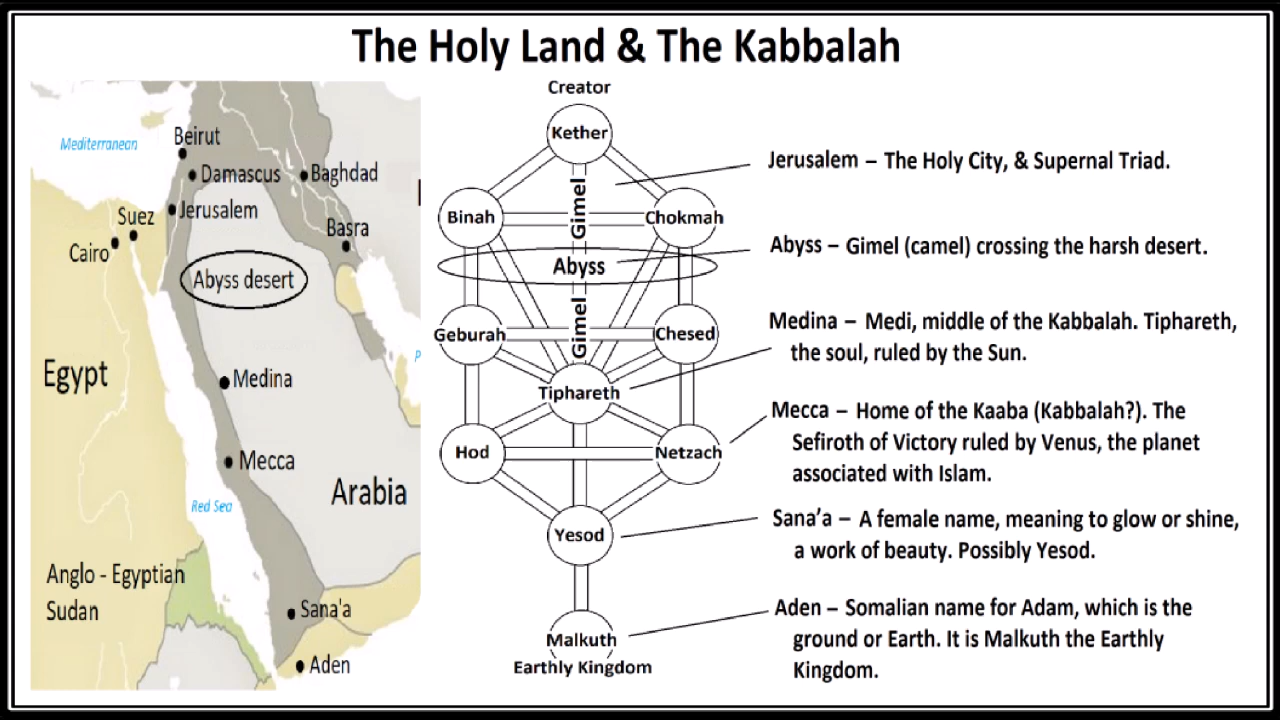 The Holy Land & The Kabbalah
Mediterranean
Beirut
Damascus
Baghdad
Jerusalem
Suez
Basra
Cairo
Abyss desert
Egypt
Medina
Mecca
Arabia
Red Sea
P
Anglo - Egyptian
Sudan
Sana'a
Aden
Creator
Kether
Gimel
Binah
Chokmah
Abyss
Gimel
Geburah
Chesed
Tiphareth
Hod
Netzach
Yesod
Malkuth
Earthly Kingdom
Jerusalem – The Holy City, & Supernal Triad.
Abyss – Gimel (camel) crossing the harsh desert.
Medina – Medi, middle of the Kabbalah. Tiphareth,
the soul, ruled by the Sun.
Mecca – Home of the Kaaba (Kabbalah?). The
Sefiroth of Victory ruled by Venus, the planet
associated with Islam.
Sana’a – A female name, meaning to glow or shine,
a work of beauty. Possibly Yesod.
Aden – Somalian name for Adam, which is the
ground or Earth. It is Malkuth the Earthly
Kingdom.